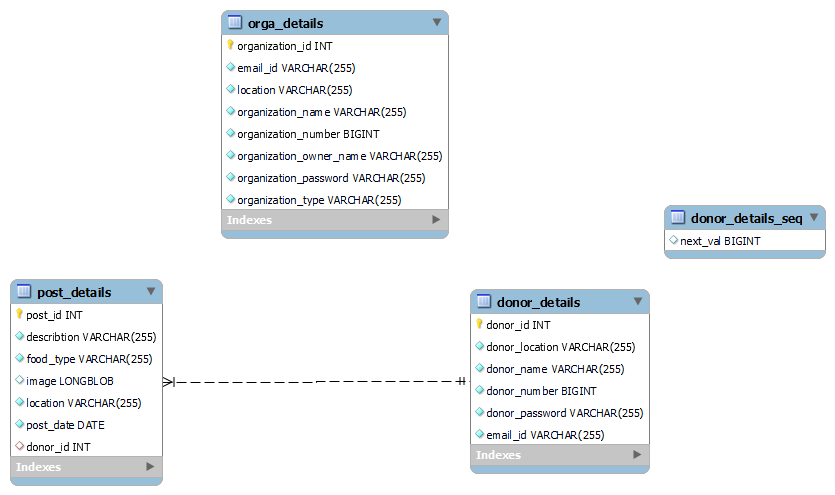 orga_details
organization_id INT
email_id VARCHAR(255)
location VARCHAR(255)
organization_name VARCHAR(255)
organization_number BIGINT
organization_owner_name VARCHAR(255)
organization_password VARCHAR(255)
organization_type VARCHAR(255)
Indexes
donor_details_seq
next_val BIGINT
post_details
post_id INT
describtion VARCHAR(255)
food_type VARCHAR(255)
image LONGBLOB
location VARCHAR(255)
post_date DATE
donor_id INT
Indexes
donor_details
donor_id INT
donor_location VARCHAR(255)
donor_name VARCHAR(255)
donor_number BIGINT
donor_password VARCHAR(255)
email_id VARCHAR(255)
Indexes